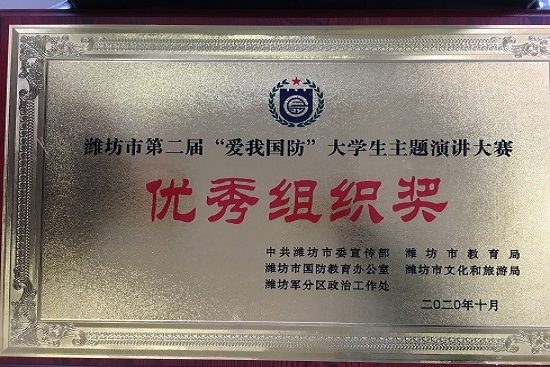 潍坊市第二届“爱我国防”大学生主题演讲大赛
优秀组织奖
中共潍坊市委宣传部 潍坊市教育局
潍坊市国防教育办公室 潍坊市文化和旅游局
潍坊军分区政治工作处
二〇二〇年十月